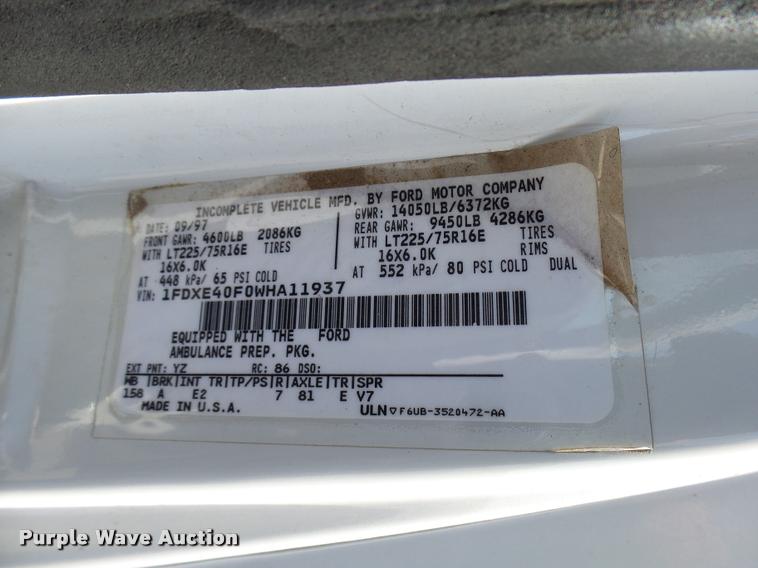 INCOMPLETE VEHICLE MFD. BY FORD MOTOR COMPANY
DATE: 09/97 GVWR: 14050LB/6372KG
FRONT GAWR: 4600LB 2086KG REAR GAWR: 9450LB 4286KG
WITH LT225/75R16E TIRES WITH LT225/75R16E TIRES
16X6.0K 16X6.0K RIMS
AT 448 kPa/ 65 PSI COLD AT 552 kPa/ 80 PSI COLD DUAL
VIN: 1FDXE40F0WHA11937
EQUIPPED WITH THE FORD
AMBULANCE PREP. PKG.
EXT PNT: YZ RC: 86 DSO:
WB |BRK|INT TR|TP/PS|R|AXLE|TR|SPR
158 A E2 7 81 E V7
MADE IN U.S.A. ULN ▽F6UB-3520472-AA
Purple Wave Auction